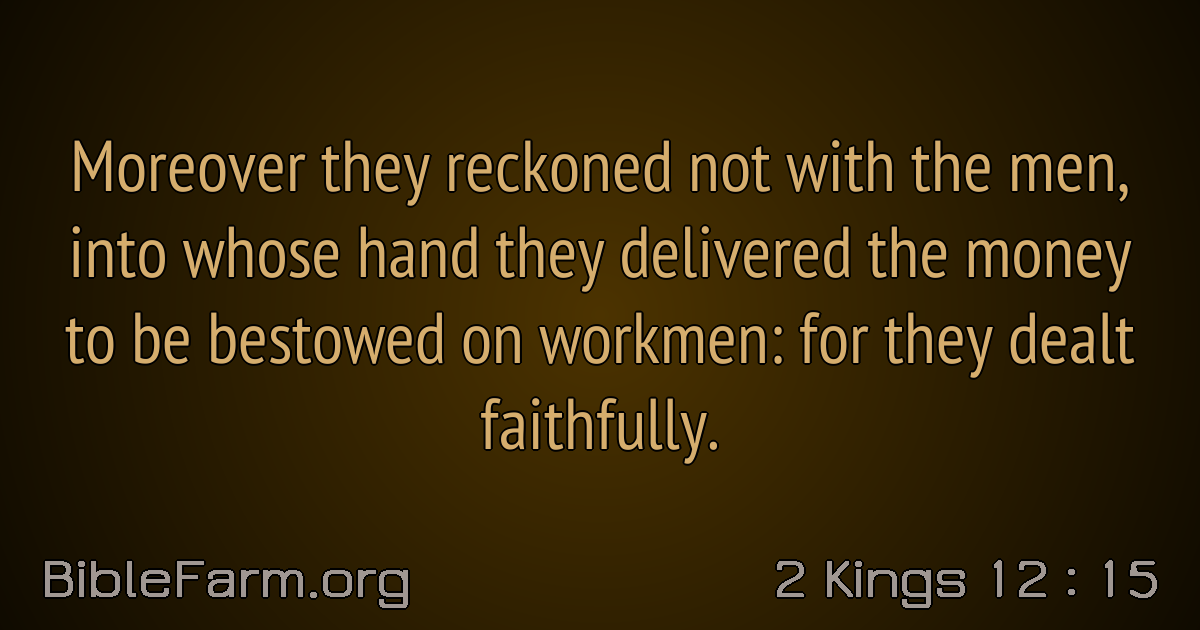 Moreover they reckoned not with the men,
into whose hand they delivered the money
to be bestowed on workmen: for they dealt
faithfully.
BibleFarm.org
2 Kings 12 : 15